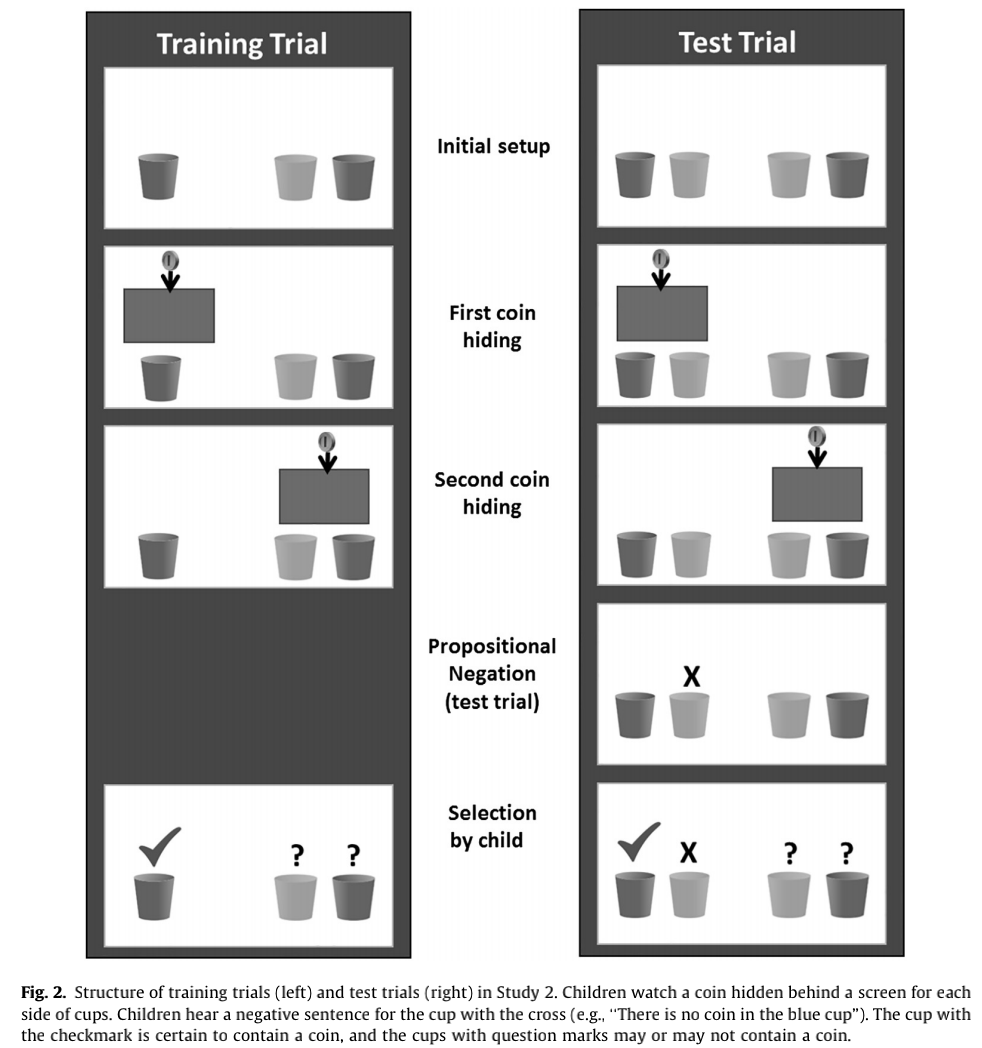 Training Trial
Test Trial
Initial setup
First coin
hiding
Second coin
hiding
Propositional
Negation
(test trial)
X
Selection
by child
? ?
X ? ?
Fig. 2. Structure of training trials (left) and test trials (right) in Study 2. Children watch a coin hidden behind a screen for each
side of cups. Children hear a negative sentence for the cup with the cross (e.g., “There is no coin in the blue cup”). The cup with
the checkmark is certain to contain a coin, and the cups with question marks may or may not contain a coin.